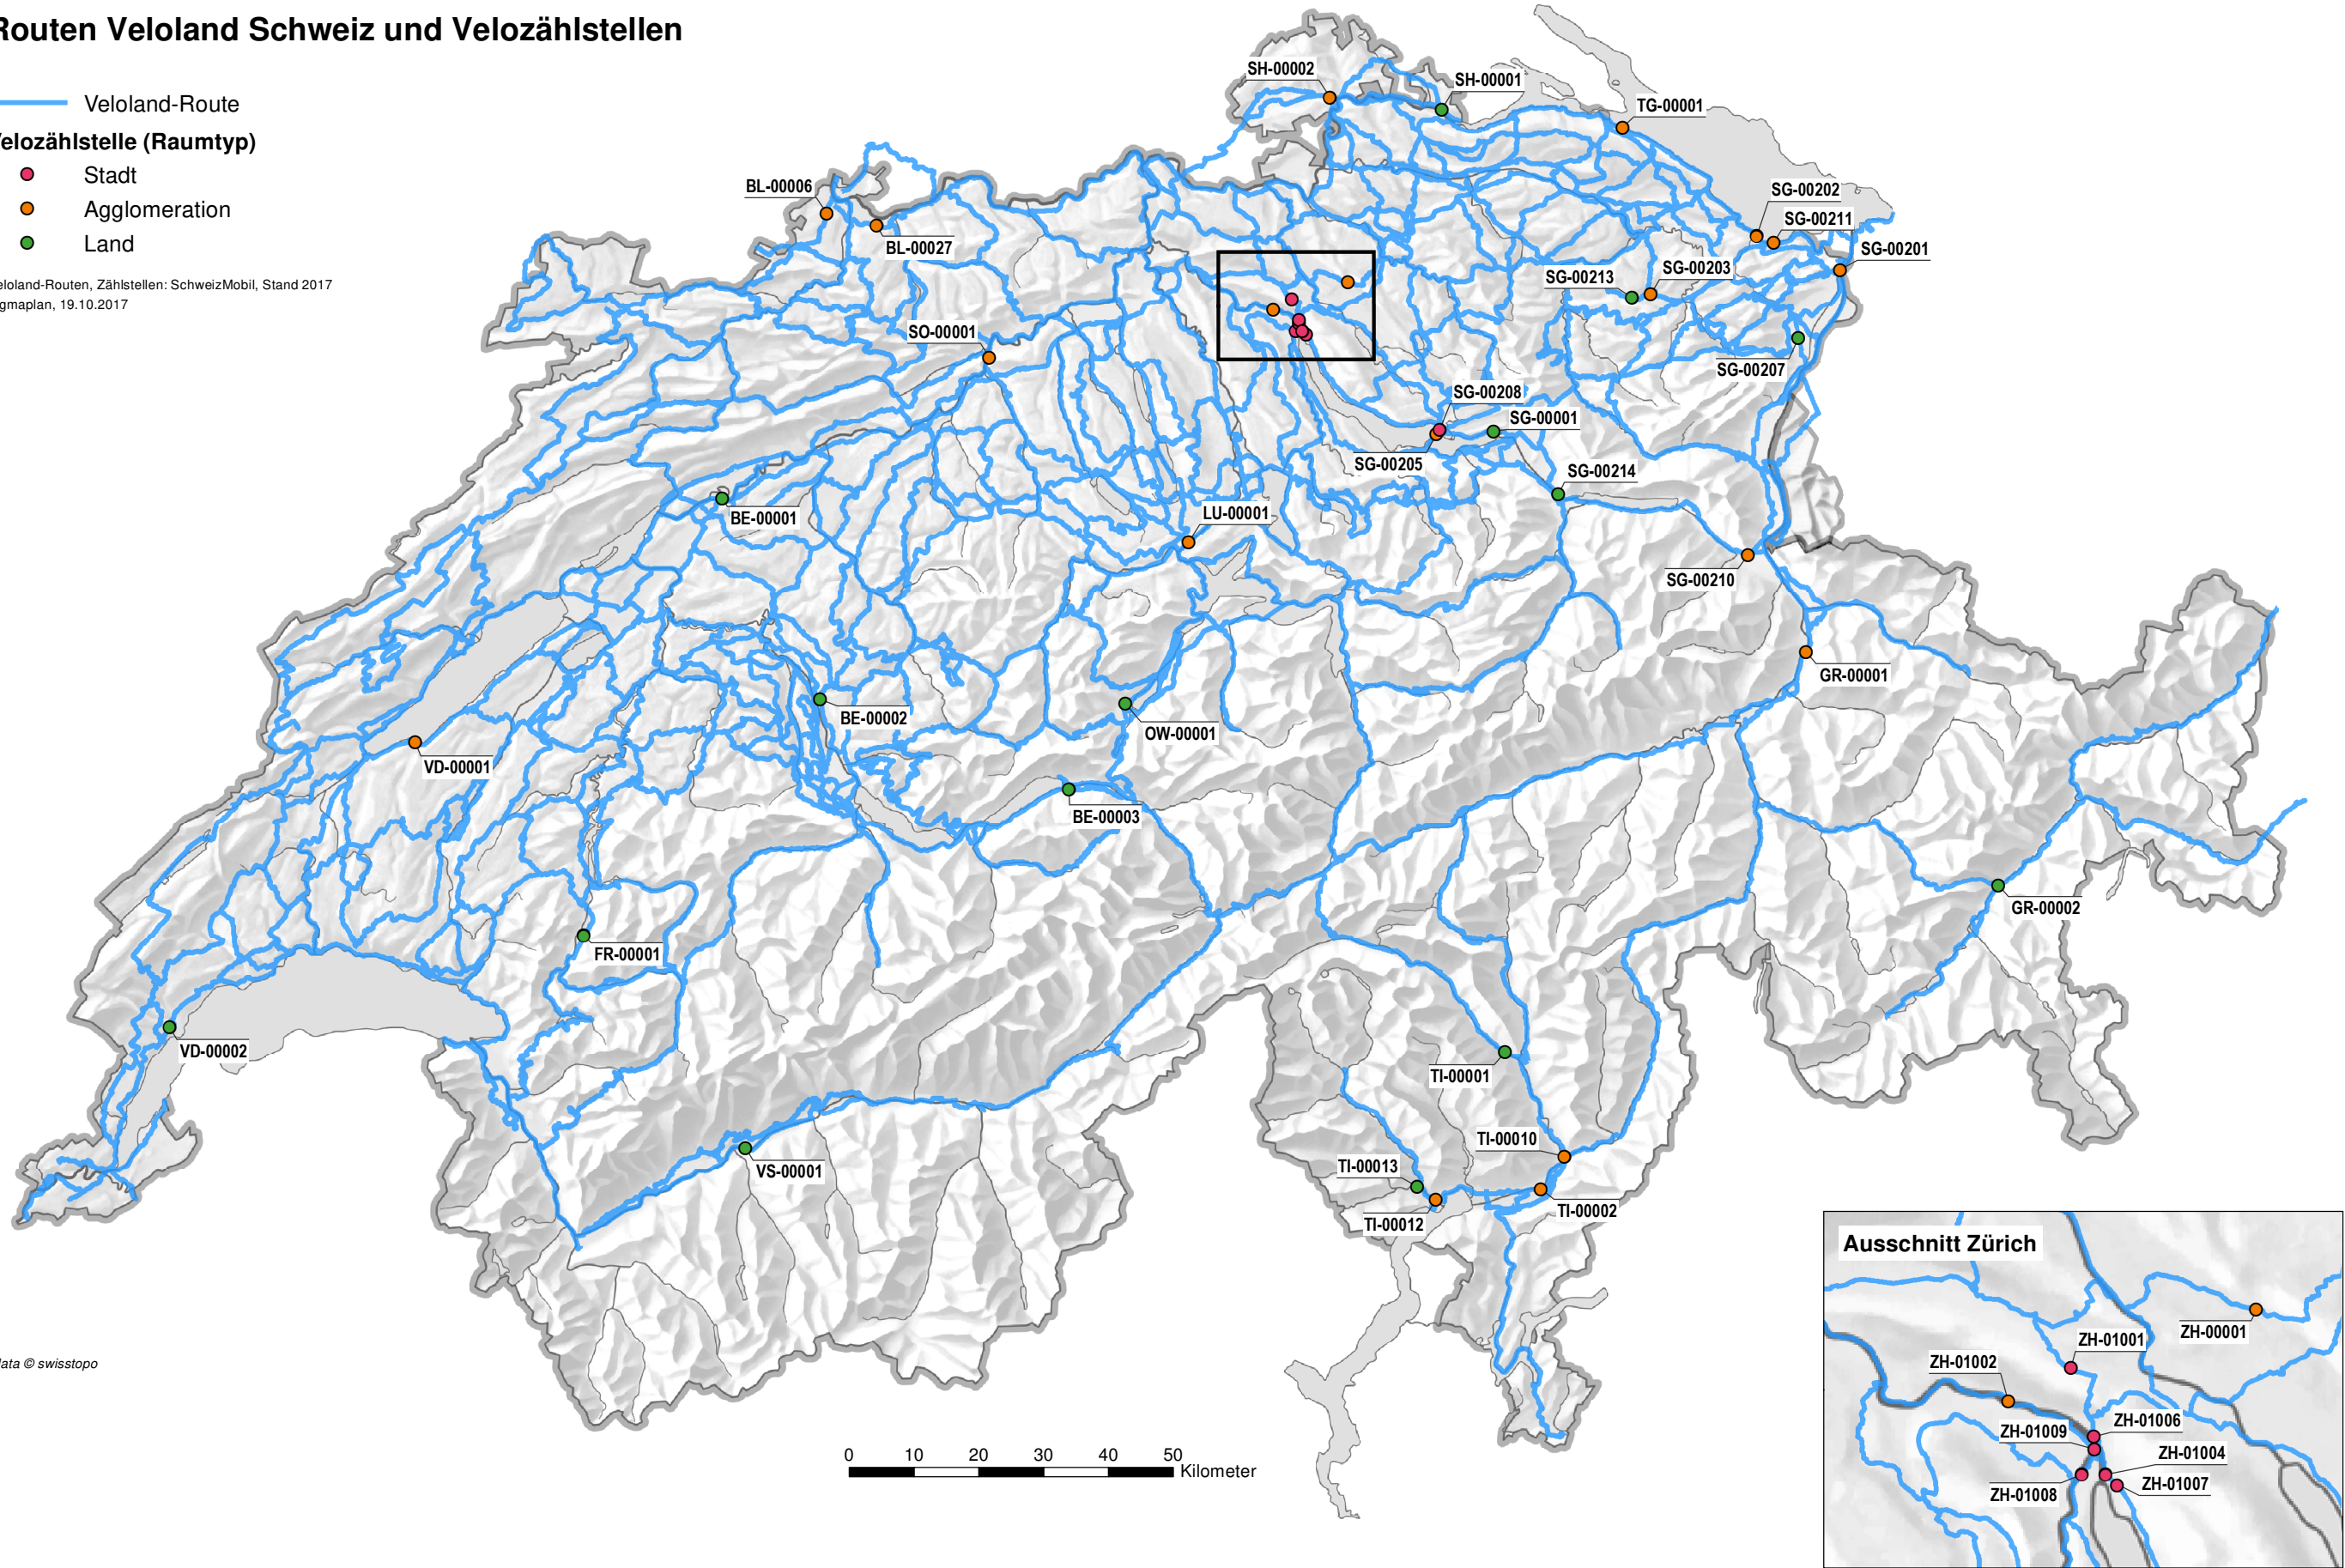 Routen Veloland Schweiz und Velozählstellen
Veloland-Route
Velozählstelle (Raumtyp)
Stadt
Agglomeration
Land
eloland-Routen, Zählstellen: SchweizMobil, Stand 2017
gmaplan, 19.10.2017
SH-00002
SH-00001
TG-00001
BL-00006
BL-00027
SG-00202
SG-00211
SG-00201
SG-00213
SG-00203
SO-00001
SG-00207
SG-00208
SG-00001
SG-00205
SG-00214
BE-00001
LU-00001
SG-00210
GR-00001
BE-00002
OW-00001
VD-00001
BE-00003
GR-00002
FR-00001
VD-00002
TI-00001
TI-00010
VS-00001
TI-00013
TI-00012
TI-00002
Ausschnitt Zürich
ZH-00001
ZH-01001
ZH-01002
ZH-01006
ZH-01009
ZH-01004
ZH-01007
ZH-01008
data © swisstopo
0 10 20 30 40 50
Kilometer